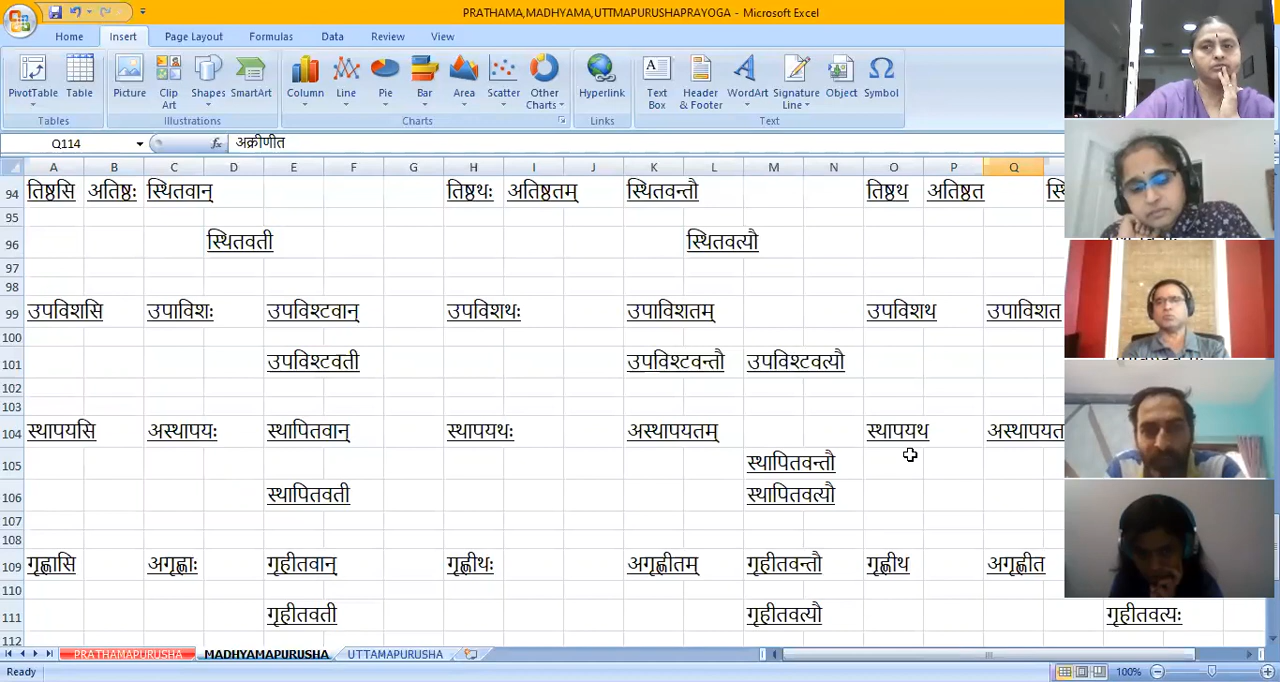 PRATHAMA,MADHYAMA,UTTMAPURUSHAPRAYOGA - Microsoft Excel
Home Insert Page Layout Formulas Data Review View
PivotTable Table Picture Clip Art Shapes SmartArt Column Line Pie Bar Area Scatter Other Charts Hyperlink Text Box Header & Footer WordArt Signature Line Object Symbol
Tables Illustrations Charts Links Text
Q114 fx अक्रीणीत
A B C D E F G H I J K L M N O P Q
94 तिष्ठसि अतिष्ठः स्थितवान् तिष्ठथः अतिष्ठतम् स्थितवन्तौ तिष्ठथ अतिष्ठत
95
96 स्थितवती स्थितवत्यौ
97
98
99 उपविशसि उपाविशः उपविश्टवान् उपविशथः उपाविशतम् उपविशथ उपाविशत
100
101 उपविश्टवती उपविश्टवन्तौ उपविश्टवत्यौ
102
103
104 स्थापयसि अस्थापयः स्थापितवान् स्थापयथः अस्थापयतम् स्थापयथ अस्थापयत
105 स्थापितवन्तौ
106 स्थापितवती स्थापितवत्यौ
107
108
109 गृह्णासि अगृह्णाः गृहीतवान् गृह्णीथः अगृह्णीतम् गृहीतवन्तौ गृह्णीथ अगृह्णीत
110
111 गृहीतवती गृहीतवत्यौ गृहीतवत्यः
112
PRATHAMAPURUSHA MADHYAMAPURUSHA UTTAMAPURUSHA
Ready 100%